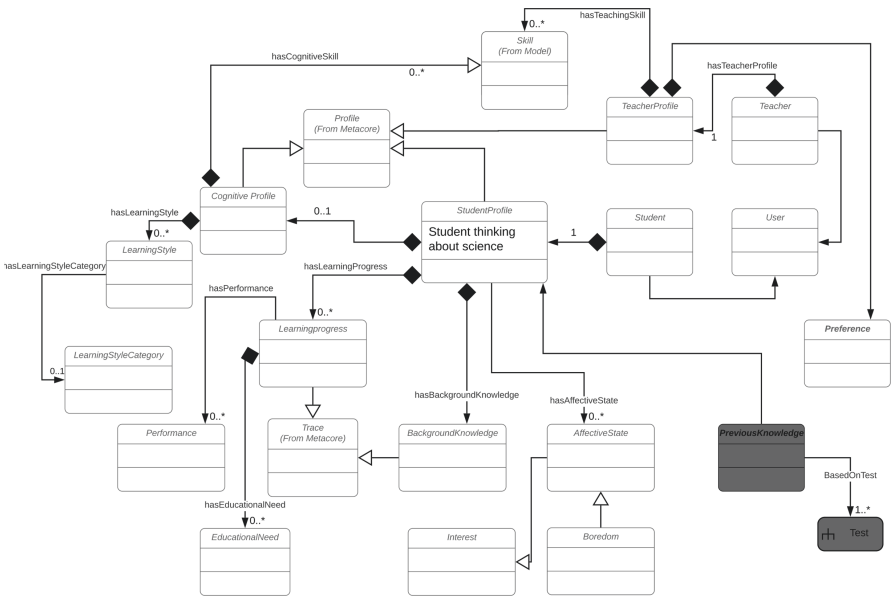 hasTeachingSkill
0..*
Skill
(From Model)
hasCognitiveSkill
0..*
hasTeacherProfile
TeacherProfile
Teacher
1
Profile
(From Metacore)
Cognitive Profile
hasLearningStyle
0..*
0..1
StudentProfile
Student thinking
about science
1
Student
User
LearningStyle
hasLearningStyleCategory
hasLearningProgress
0..*
hasPerformance
Learningprogress
Preference
LearningStyleCategory
0..1
hasBackgroundKnowledge
hasAffectiveState
0..*
0..*
Performance
Trace
(From Metacore)
BackgroundKnowledge
AffectiveState
PreviousKnowledge
BasedOnTest
hasEducationalNeed
0..*
1..*
EducationalNeed
Interest
Boredom
Test